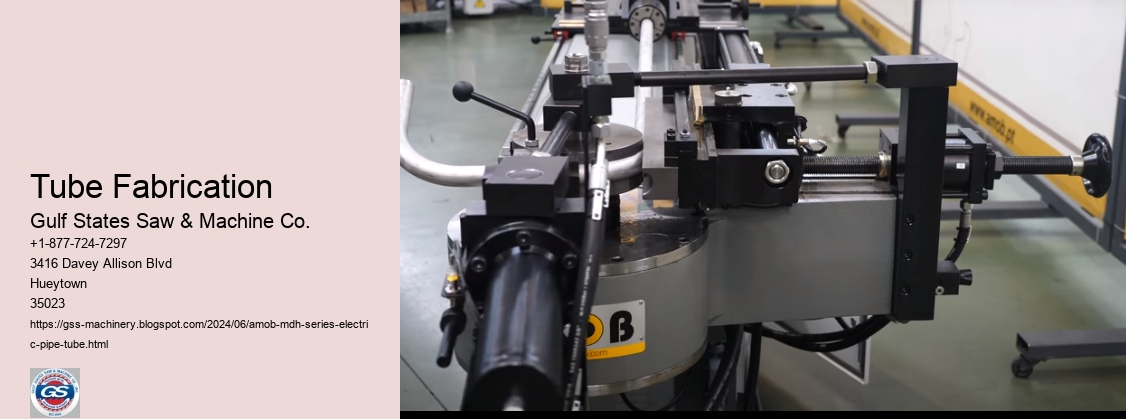 Tube Fabrication
Gulf States Saw & Machine Co.
+1-877-724-7297
3416 Davey Allison Blvd
Hueytown
35023
https://gss-machinery.blogspot.com/2024/06/amob-mdh-series-electri
c-pipe-tube.html
GS
www.amob.pt
OB
.com